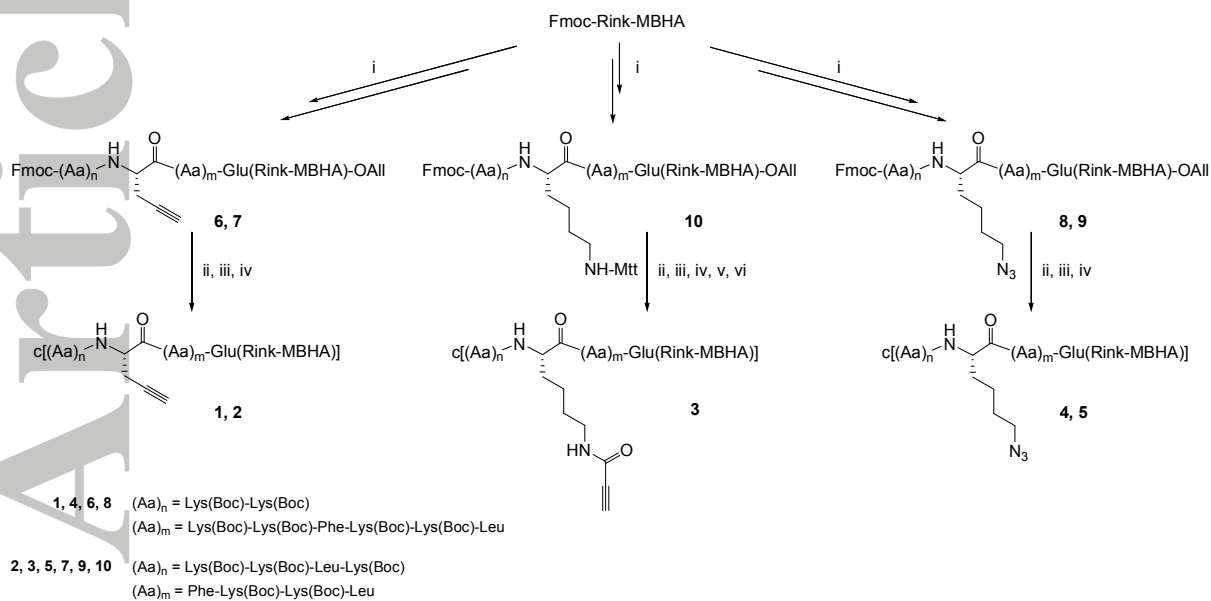 Articl
Fmoc-Rink-MBHA
i
i
i
Fmoc-(Aa)n
H
N
O
(Aa)m-Glu(Rink-MBHA)-OAll
6, 7
Fmoc-(Aa)n
H
N
O
(Aa)m-Glu(Rink-MBHA)-OAll
NH-Mtt
10
Fmoc-(Aa)n
H
N
O
(Aa)m-Glu(Rink-MBHA)-OAll
N3
8, 9
ii, iii, iv
ii, iii, iv, v, vi
ii, iii, iv
c[(Aa)n
H
N
O
(Aa)m-Glu(Rink-MBHA)]
1, 2
c[(Aa)n
H
N
O
(Aa)m-Glu(Rink-MBHA)]
HN
O
3
c[(Aa)n
H
N
O
(Aa)m-Glu(Rink-MBHA)]
N3
4, 5
1, 4, 6, 8 (Aa)n = Lys(Boc)-Lys(Boc)
(Aa)m = Lys(Boc)-Lys(Boc)-Phe-Lys(Boc)-Lys(Boc)-Leu
2, 3, 5, 7, 9, 10 (Aa)n = Lys(Boc)-Lys(Boc)-Leu-Lys(Boc)
(Aa)m = Phe-Lys(Boc)-Lys(Boc)-Leu